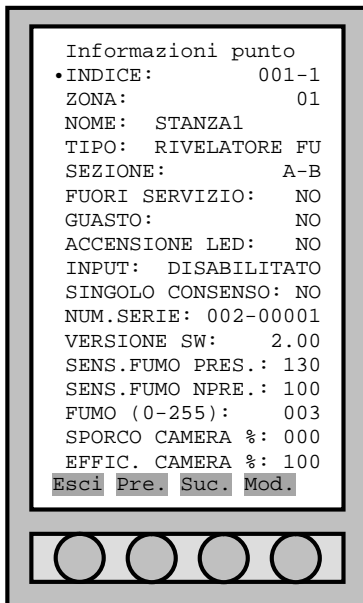 Informazioni punto
•INDICE: 001-1
ZONA: 01
NOME: STANZA1
TIPO: RIVELATORE FU
SEZIONE: A-B
FUORI SERVIZIO: NO
GUASTO: NO
ACCENSIONE LED: NO
INPUT: DISABILITATO
SINGOLO CONSENSO: NO
NUM.SERIE: 002-00001
VERSIONE SW: 2.00
SENS.FUMO PRES.: 130
SENS.FUMO NPRE.: 100
FUMO (0-255): 003
SPORCO CAMERA %: 000
EFFIC. CAMERA %: 100
Esci Pre. Suc. Mod.